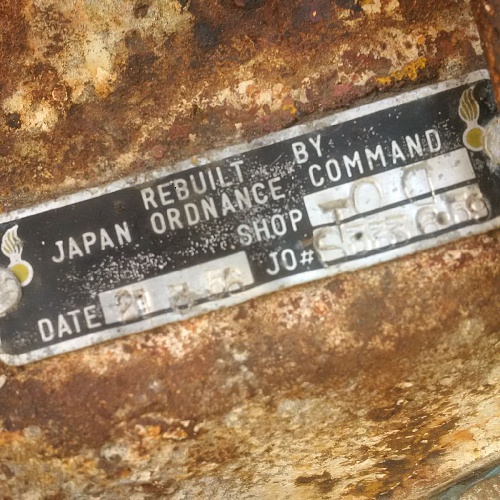 REBUILT BY
JAPAN ORDNANCE COMMAND
SHOP
JO#
DATE